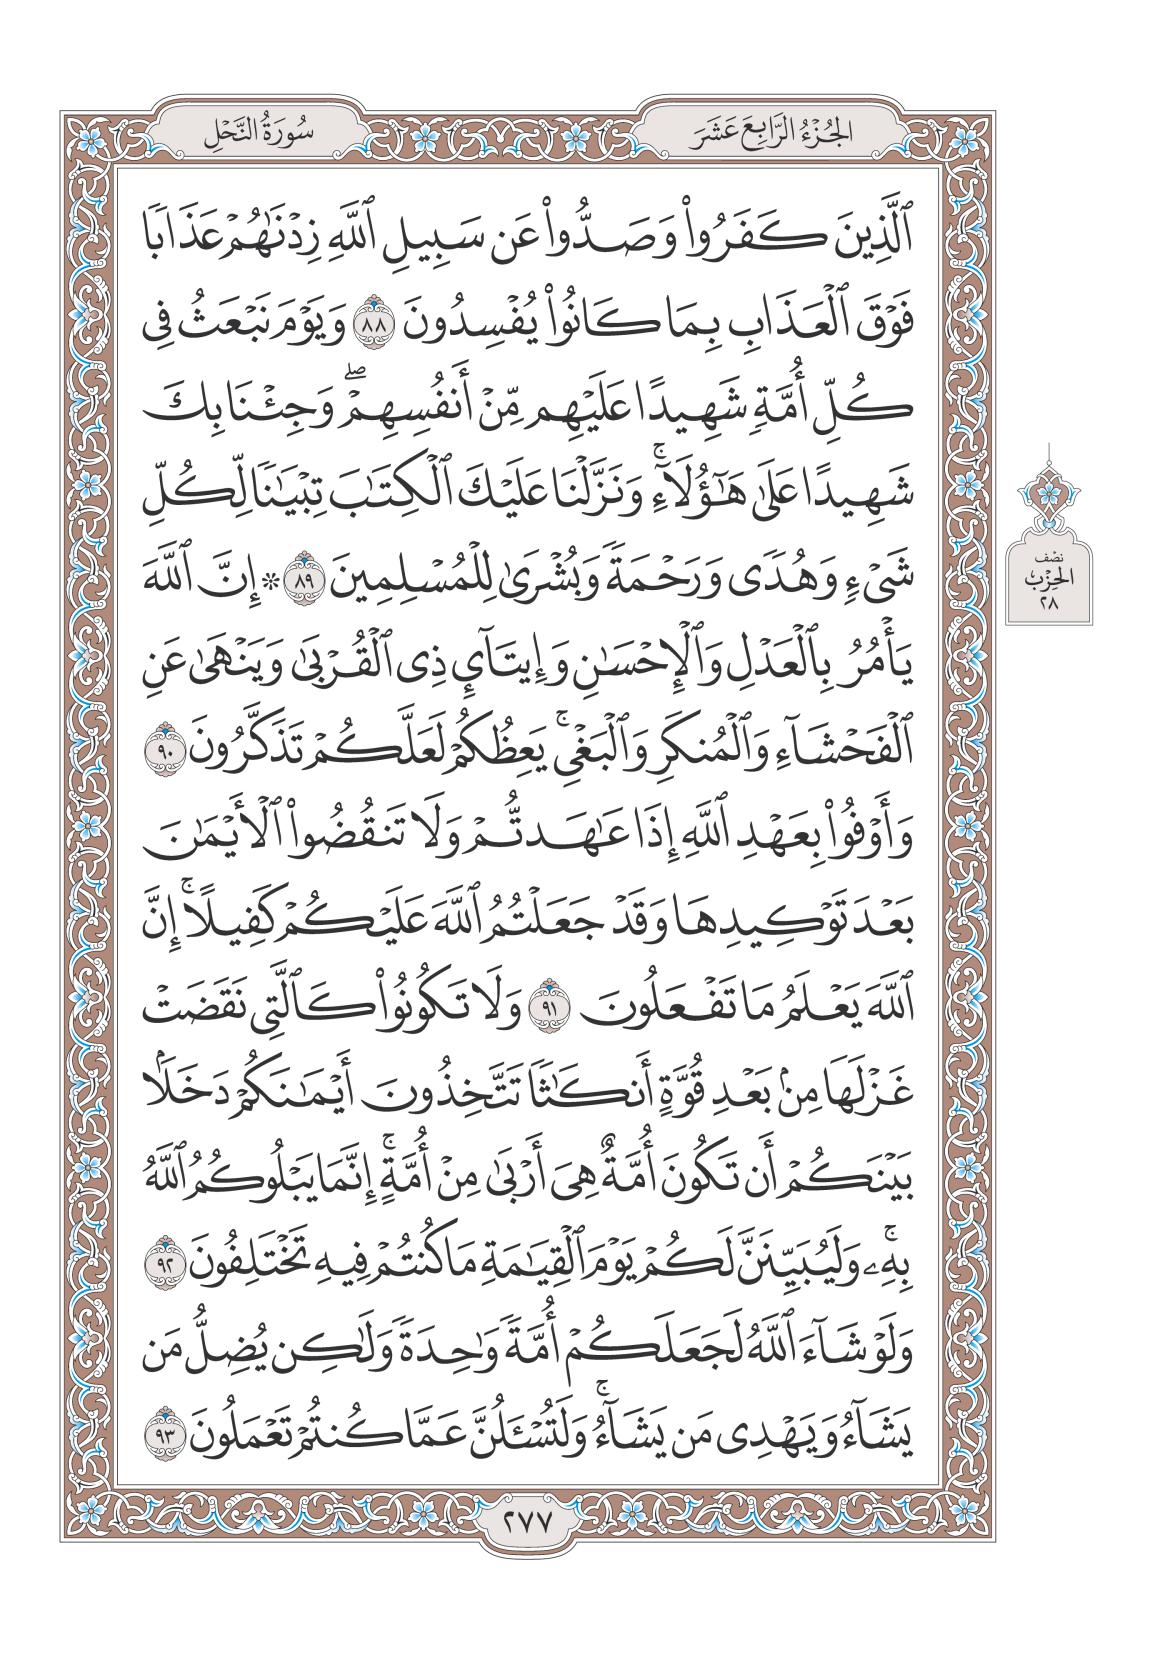 الجُزْءُ الرَّابِعَ عَشَرَ
سُورَةُ النَّحْلِ
ٱلَّذِينَ كَفَرُوا۟ وَصَدُّوا۟ عَن سَبِيلِ ٱللَّهِ زِدْنَٰهُمْ عَذَابًا
فَوْقَ ٱلْعَذَابِ بِمَا كَانُوا۟ يُفْسِدُونَ ٨٨ وَيَوْمَ نَبْعَثُ فِى
كُلِّ أُمَّةٍ شَهِيدًا عَلَيْهِم مِّنْ أَنفُسِهِمْ ۖ وَجِئْنَا بِكَ
شَهِيدًا عَلَىٰ هَٰٓؤُلَآءِ ۚ وَنَزَّلْنَا عَلَيْكَ ٱلْكِتَٰبَ تِبْيَٰنًا لِّكُلِّ
شَىْءٍ وَهُدًى وَرَحْمَةً وَبُشْرَىٰ لِلْمُسْلِمِينَ ٨٩ * إِنَّ ٱللَّهَ
يَأْمُرُ بِٱلْعَدْلِ وَٱلْإِحْسَٰنِ وَإِيتَآئِ ذِى ٱلْقُرْبَىٰ وَيَنْهَىٰ عَنِ
ٱلْفَحْشَآءِ وَٱلْمُنكَرِ وَٱلْبَغْىِ ۚ يَعِظُكُمْ لَعَلَّكُمْ تَذَكَّرُونَ ٩٠
وَأَوْفُوا۟ بِعَهْدِ ٱللَّهِ إِذَا عَٰهَدتُّمْ وَلَا تَنقُضُوا۟ ٱلْأَيْمَٰنَ
بَعْدَ تَوْكِيدِهَا وَقَدْ جَعَلْتُمُ ٱللَّهَ عَلَيْكُمْ كَفِيلًا ۚ إِنَّ
ٱللَّهَ يَعْلَمُ مَا تَفْعَلُونَ ٩١ وَلَا تَكُونُوا۟ كَٱلَّتِى نَقَضَتْ
غَزْلَهَا مِنۢ بَعْدِ قُوَّةٍ أَنكَٰثًا تَتَّخِذُونَ أَيْمَٰنَكُمْ دَخَلًۢا
بَيْنَكُمْ أَن تَكُونَ أُمَّةٌ هِىَ أَرْبَىٰ مِنْ أُمَّةٍ ۚ إِنَّمَا يَبْلُوكُمُ ٱللَّهُ
بِهِۦ ۚ وَلَيُبَيِّنَنَّ لَكُمْ يَوْمَ ٱلْقِيَٰمَةِ مَا كُنتُمْ فِيهِ تَخْتَلِفُونَ ٩٢
وَلَوْ شَآءَ ٱللَّهُ لَجَعَلَكُمْ أُمَّةً وَٰحِدَةً وَلَٰكِن يُضِلُّ مَن
يَشَآءُ وَيَهْدِى مَن يَشَآءُ ۚ وَلَتُسْـَٔلُنَّ عَمَّا كُنتُمْ تَعْمَلُونَ ٩٣
نصْف
الحِزْبْ
٢٨
٢٧٧